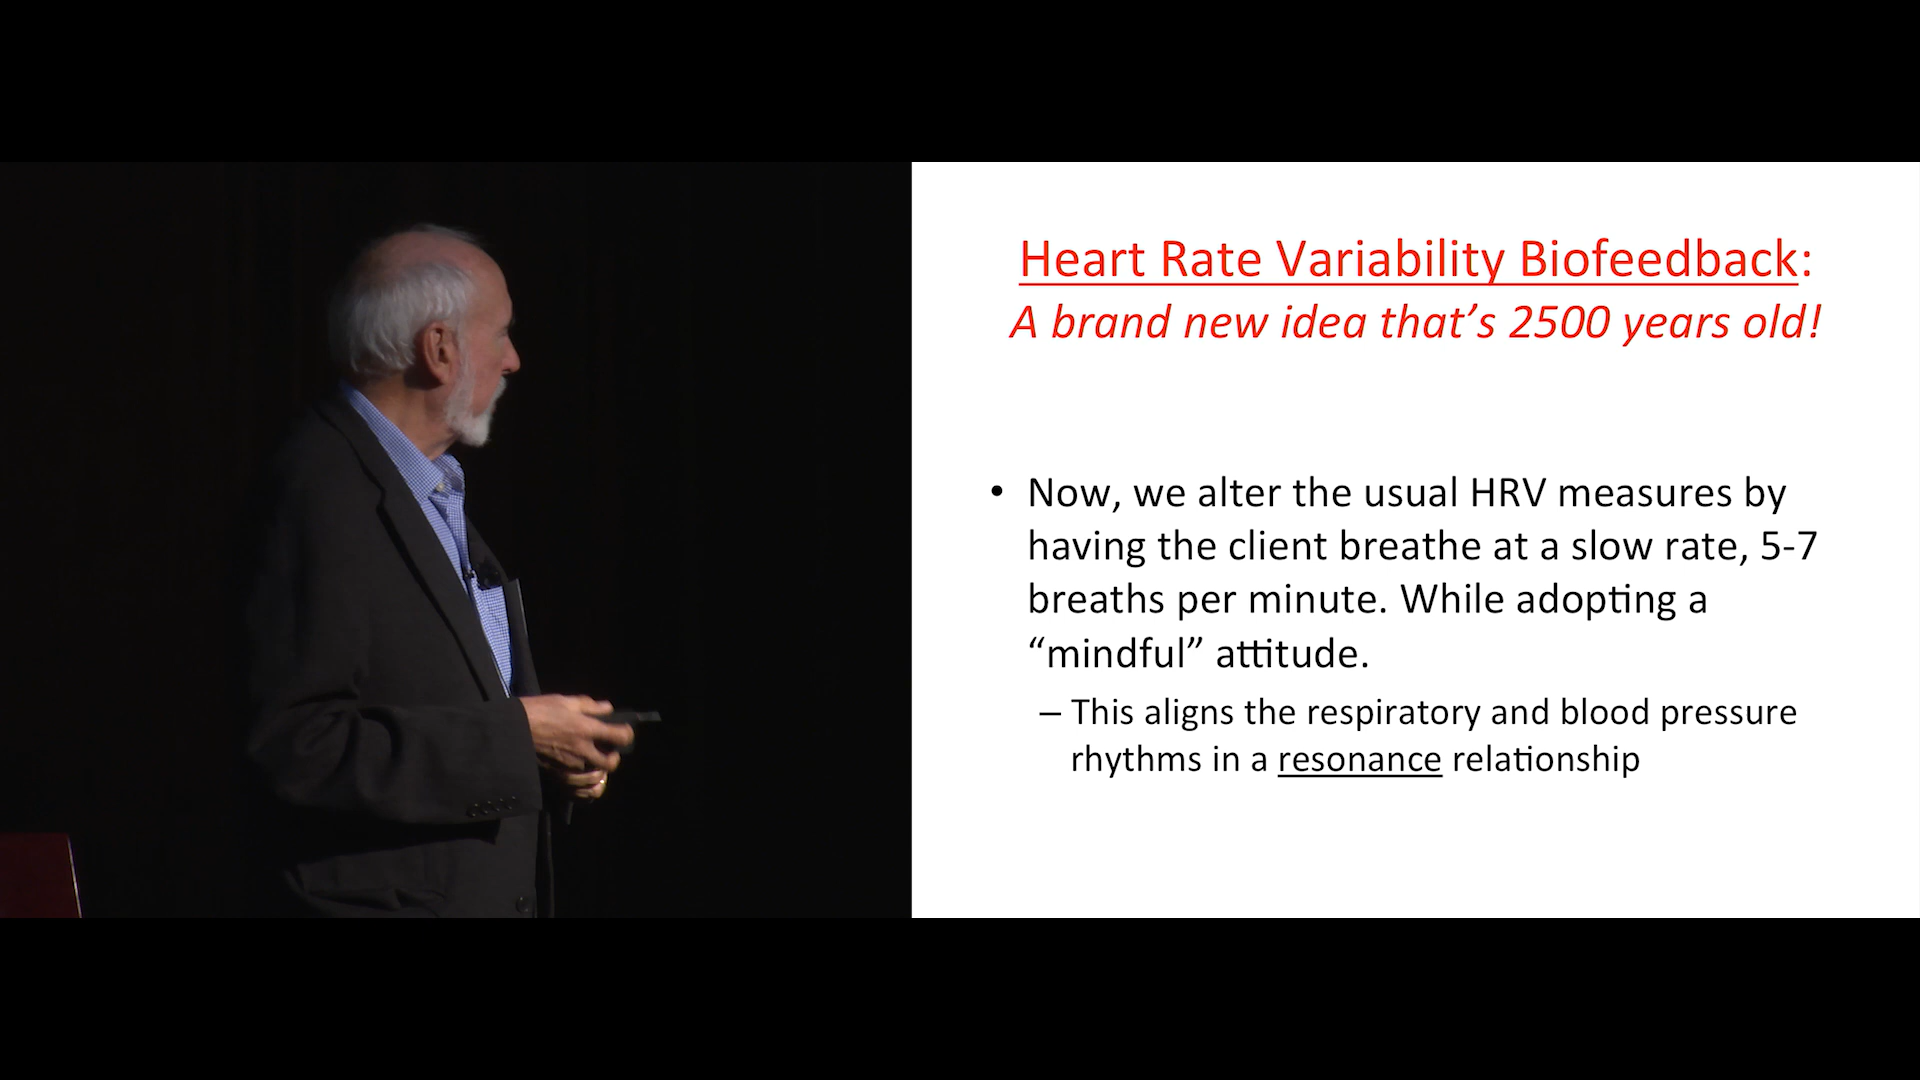 Heart Rate Variability Biofeedback:
A brand new idea that’s 2500 years old!
• Now, we alter the usual HRV measures by
having the client breathe at a slow rate, 5-7
breaths per minute. While adopting a
“mindful” attitude.
– This aligns the respiratory and blood pressure
rhythms in a resonance relationship